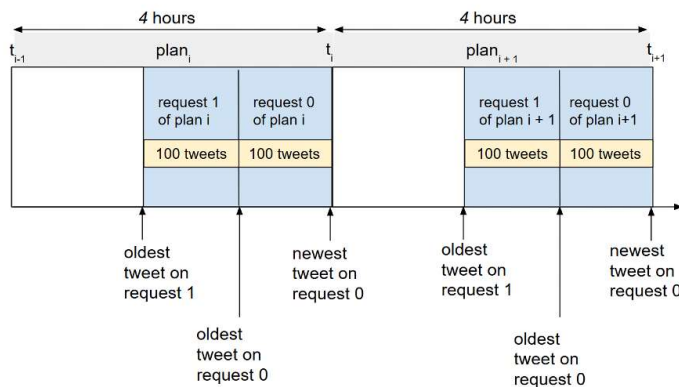 4 hours
4 hours
t i-1
plan i
t i
plan i + 1
t i+1
request 1
of plan i
request 0
of plan i
request 1
of plan i + 1
request 0
of plan i+1
100 tweets
100 tweets
100 tweets
100 tweets
oldest
tweet on
request 1
newest
tweet on
request 0
oldest
tweet on
request 1
newest
tweet on
request 0
oldest
tweet on
request 0
oldest
tweet on
request 0